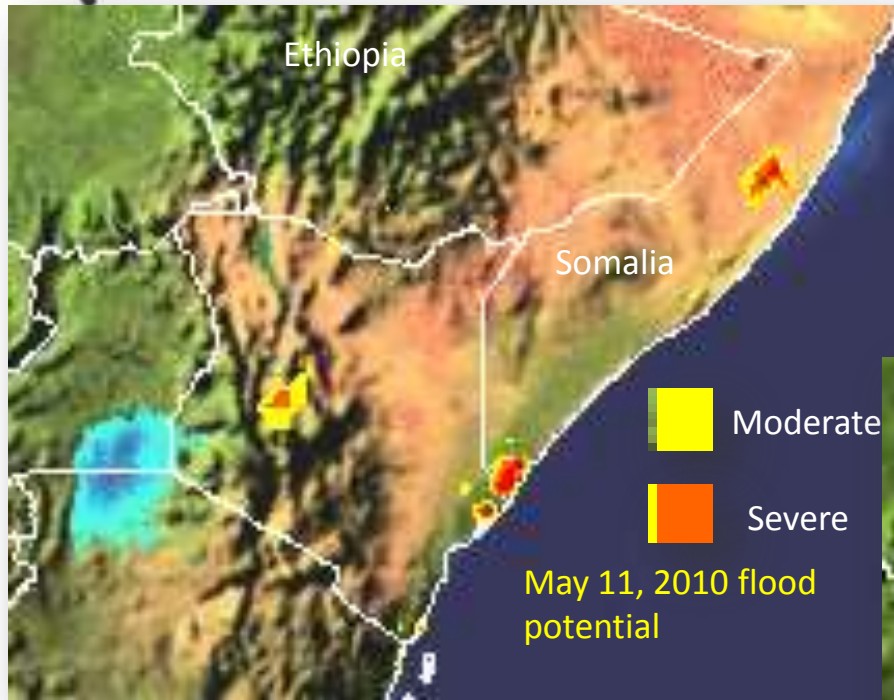 Ethiopia
Somalia
Moderate
Severe
May 11, 2010 flood
potential